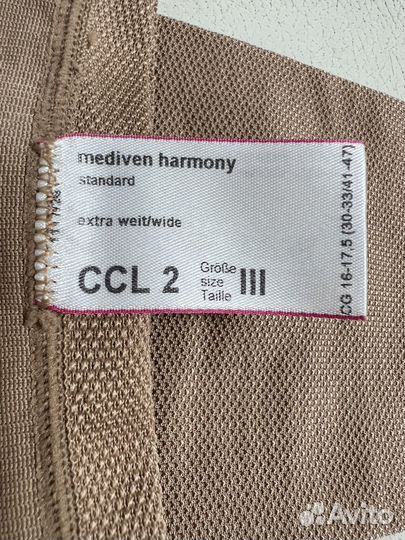 mediven harmony
standard
extra weit/wide
CCL 2
Größe
size
Taille
III
CG 16-17,5 (30-33/41-47)
Avito